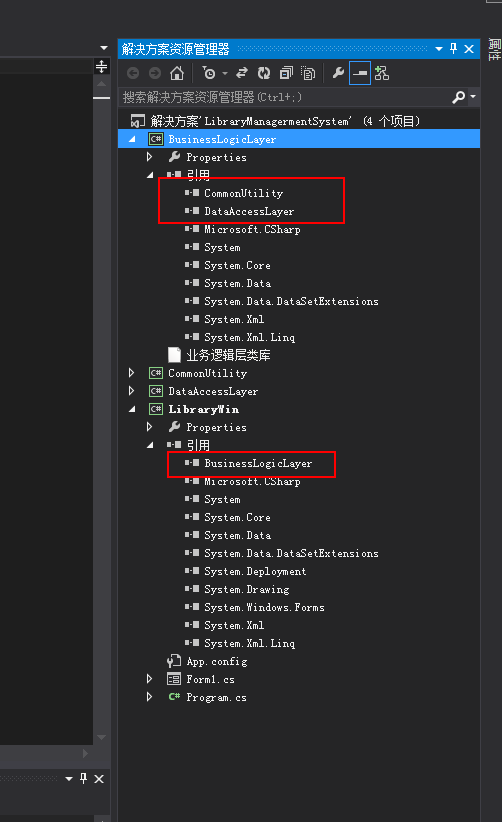 解决方案资源管理器
属性
搜索解决方案资源管理器(Ctrl+;)
解决方案'LibraryManagermentSystem' (4 个项目)
C# BusinessLogicLayer
Properties
引用
CommonUtility
DataAccessLayer
Microsoft.CSharp
System
System.Core
System.Data
System.Data.DataSetExtensions
System.Xml
System.Xml.Linq
业务逻辑层类库
C# CommonUtility
C# DataAccessLayer
C# LibraryWin
Properties
引用
BusinessLogicLayer
Microsoft.CSharp
System
System.Core
System.Data
System.Data.DataSetExtensions
System.Deployment
System.Drawing
System.Windows.Forms
System.Xml
System.Xml.Linq
App.config
Form1.cs
C# Program.cs